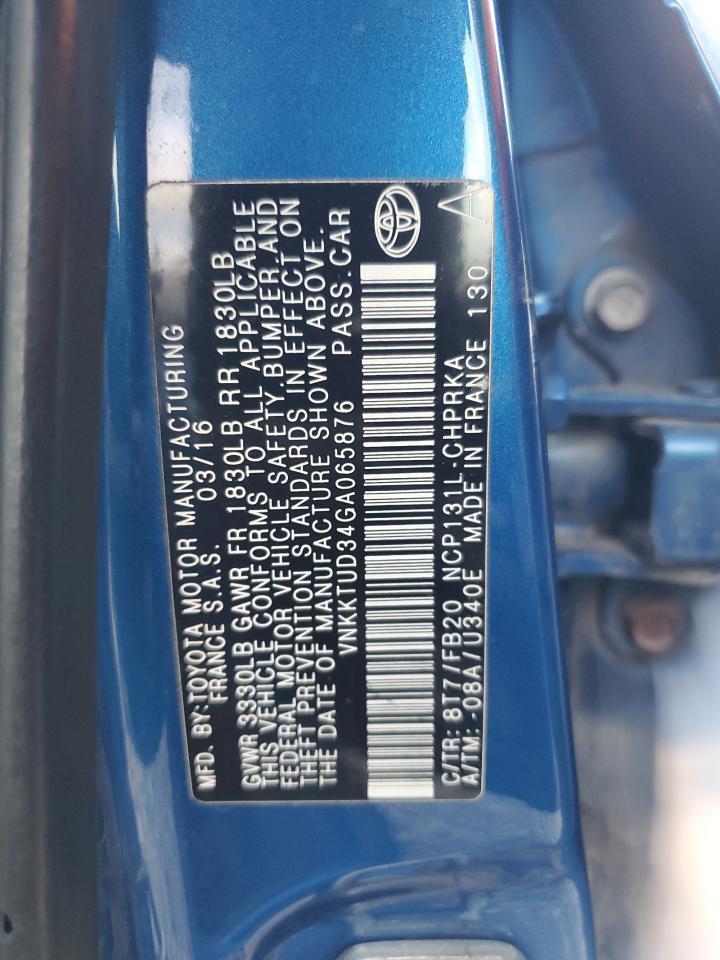 MFD. BY: TOYOTA MOTOR MANUFACTURING
FRANCE S.A.S. 03/16
GVWR 3330LB GAWR FR 1830LB RR 1830LB
THIS VEHICLE CONFORMS TO ALL APPLICABLE
FEDERAL MOTOR VEHICLE SAFETY, BUMPER, AND
THEFT PREVENTION STANDARDS IN EFFECT ON
THE DATE OF MANUFACTURE SHOWN ABOVE.
VNKKTUD34GA065876 PASS.CAR
C/TR: 8T7/FB20 NCP131L-CHPRKA
A/TM: -08A/U340E MADE IN FRANCE 130
A